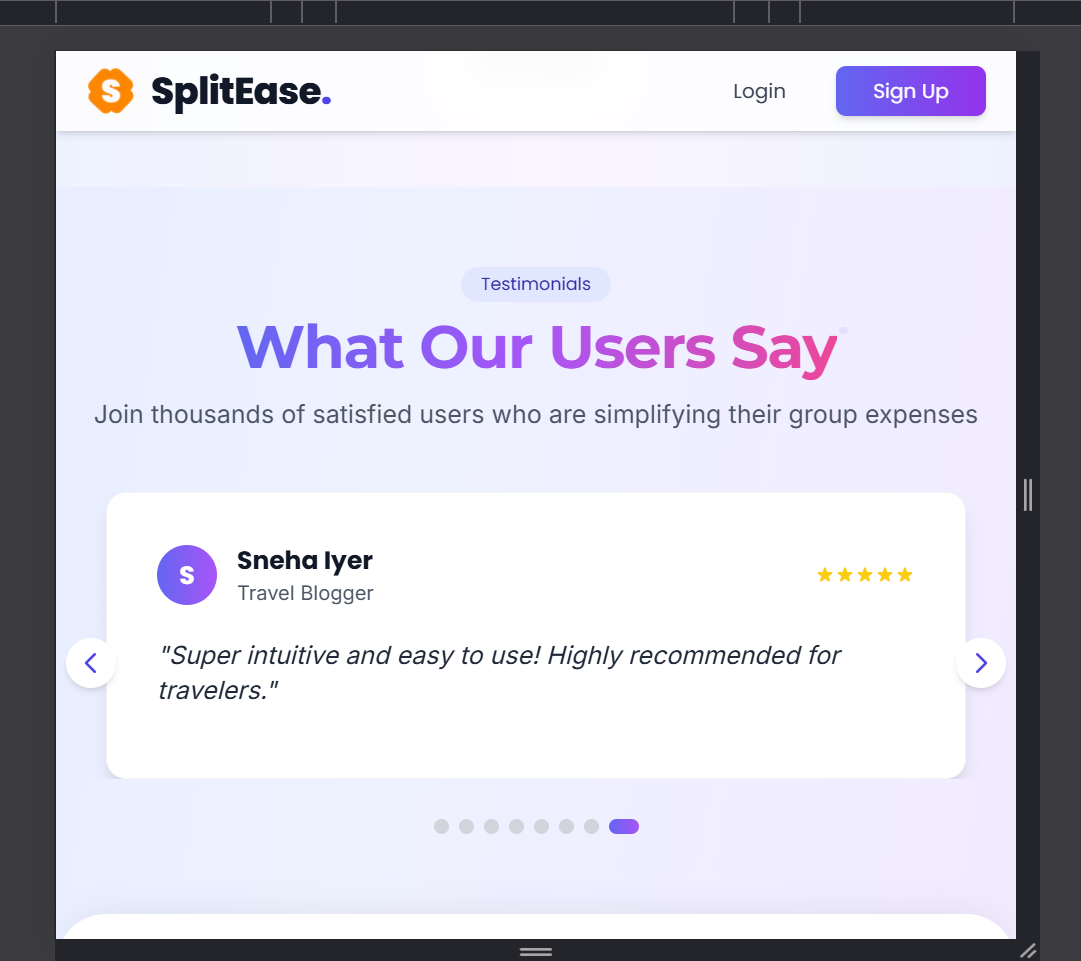 S SplitEase.
Login
Sign Up
Testimonials
What Our Users Say
Join thousands of satisfied users who are simplifying their group expenses
S
Sneha Iyer
Travel Blogger
"Super intuitive and easy to use! Highly recommended for
travelers."